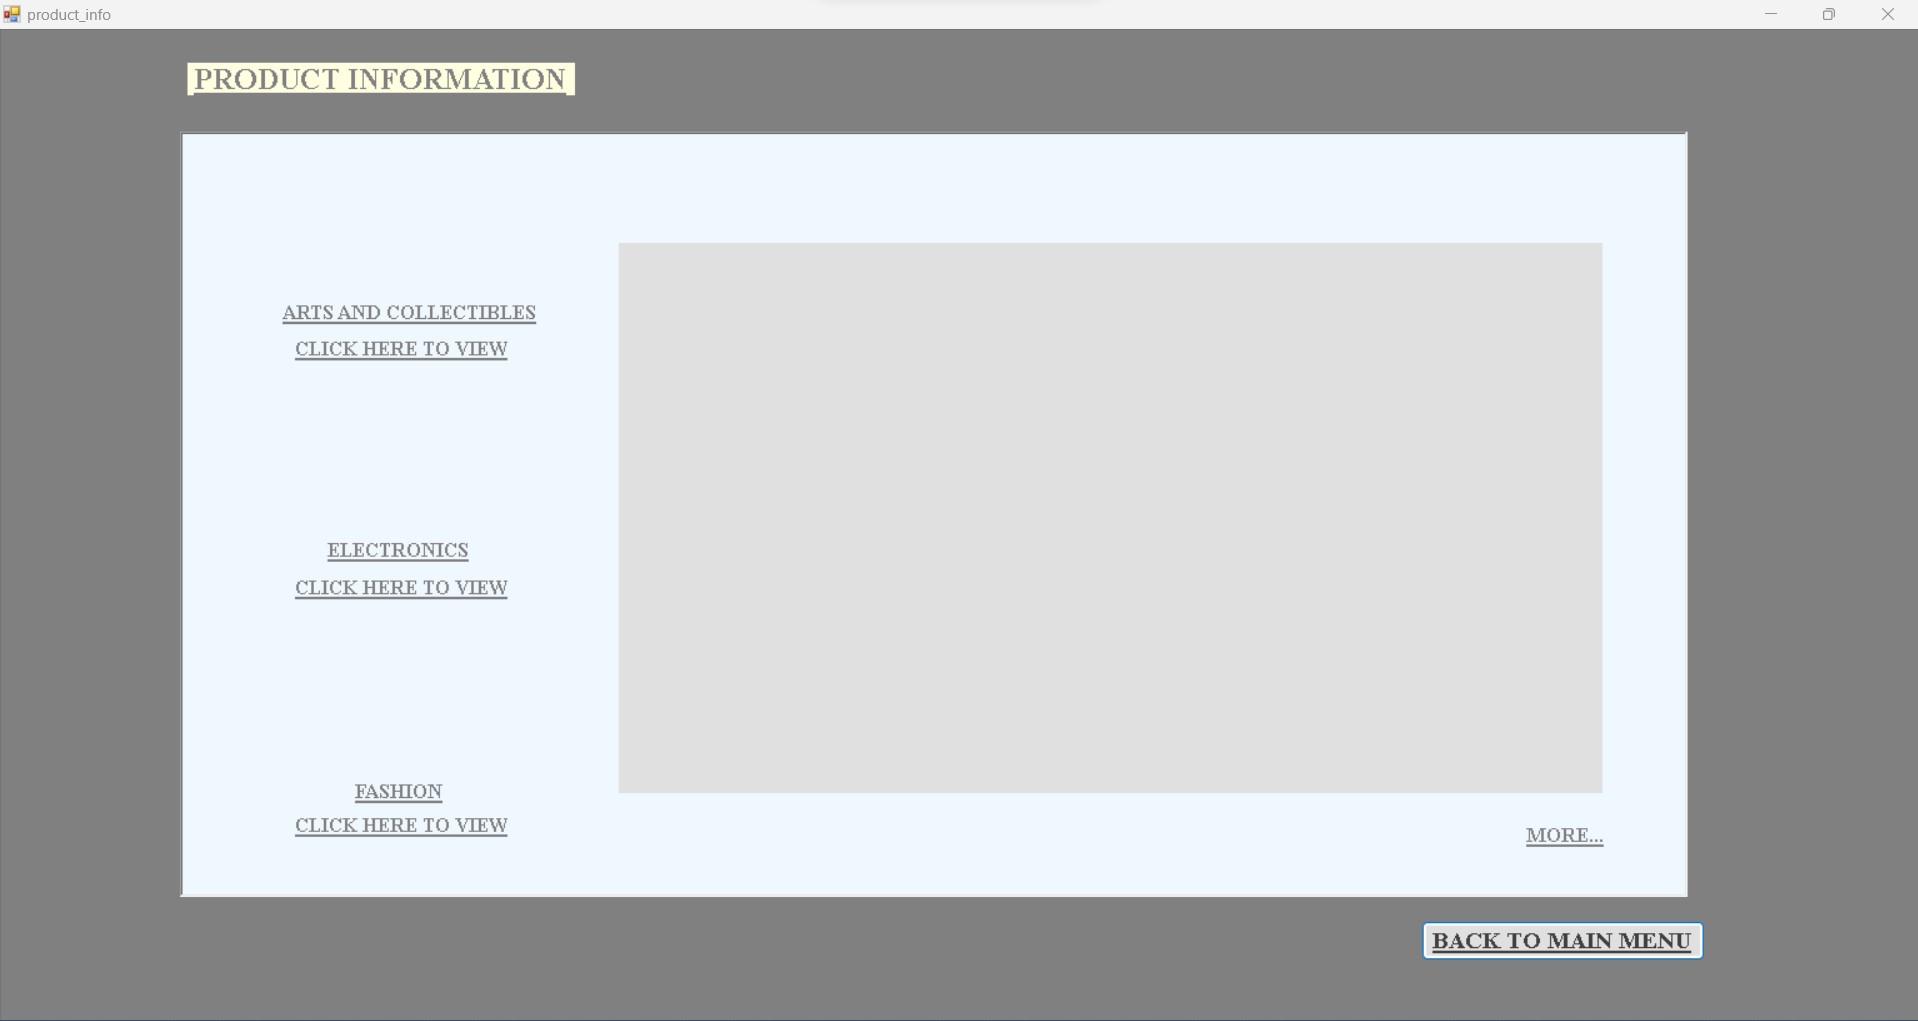 product_info
PRODUCT INFORMATION
ARTS AND COLLECTIBLES
CLICK HERE TO VIEW
ELECTRONICS
CLICK HERE TO VIEW
FASHION
CLICK HERE TO VIEW
MORE...
BACK TO MAIN MENU